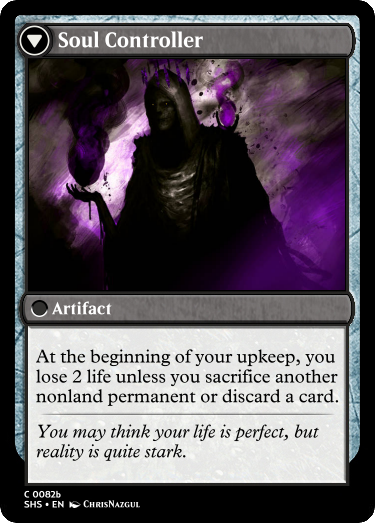 Soul Controller
Artifact
At the beginning of your upkeep, you
lose 2 life unless you sacrifice another
nonland permanent or discard a card.
You may think your life is perfect, but
reality is quite stark.
C 0082b
SHS • EN ChrisNazgul